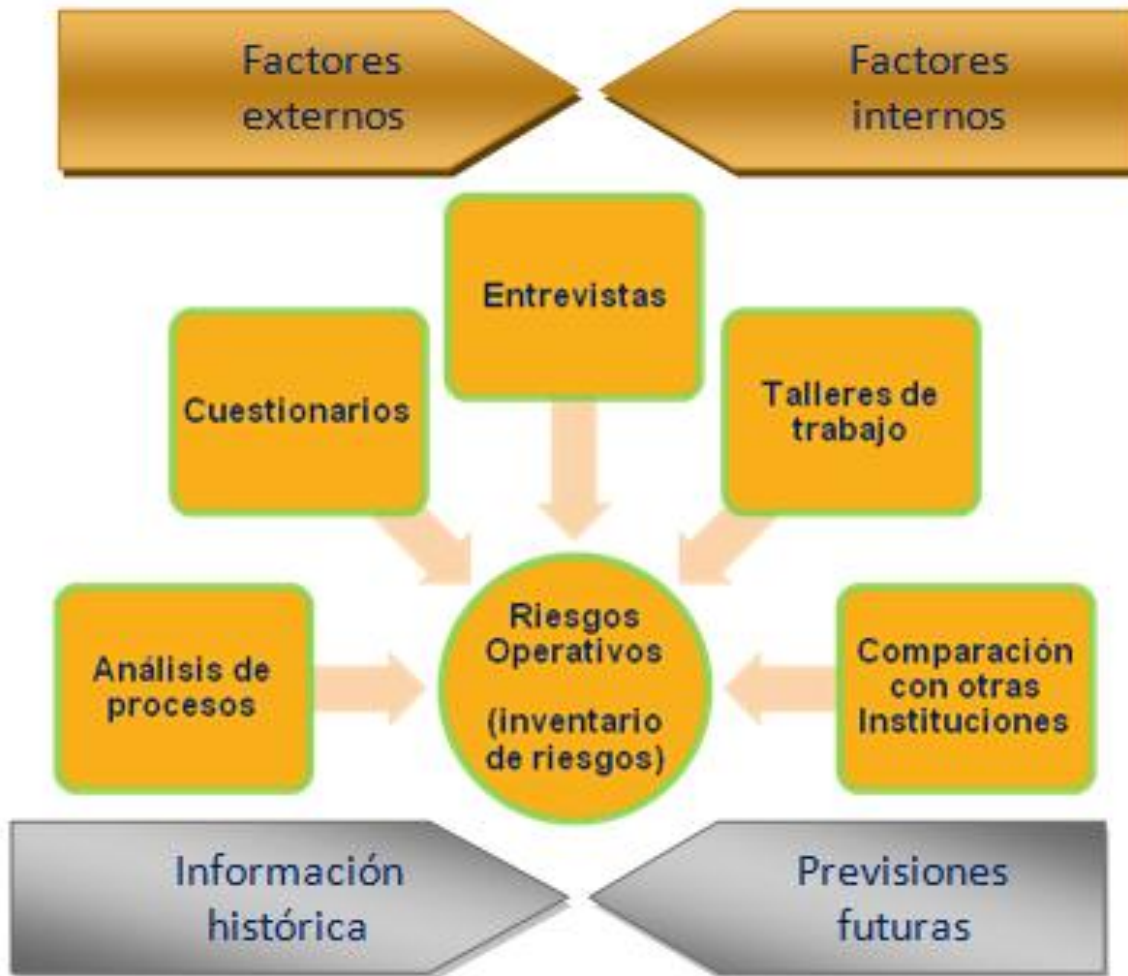 Factores
externos
Factores
internos
Entrevistas
Cuestionarios
Talleres de
trabajo
Análisis de
procesos
Riesgos
Operativos
(inventario
de riesgos)
Comparación
con otras
Instituciones
Información
histórica
Previsiones
futuras